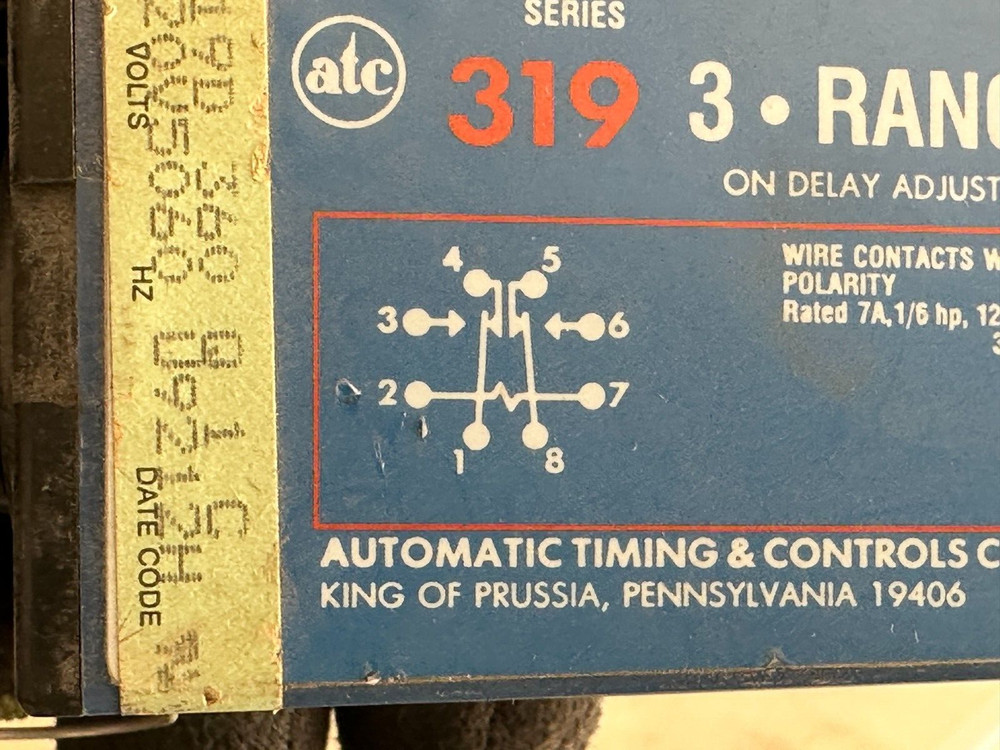 SERIES
atc 319 3 • RANG
ON DELAY ADJUST
WIRE CONTACTS W
POLARITY
Rated 7A, 1/6 hp, 12
3
4 5
3 6
2 7
1 8
AUTOMATIC TIMING & CONTROLS C
KING OF PRUSSIA, PENNSYLVANIA 19406
VOLTS
HZ
DATE CODE